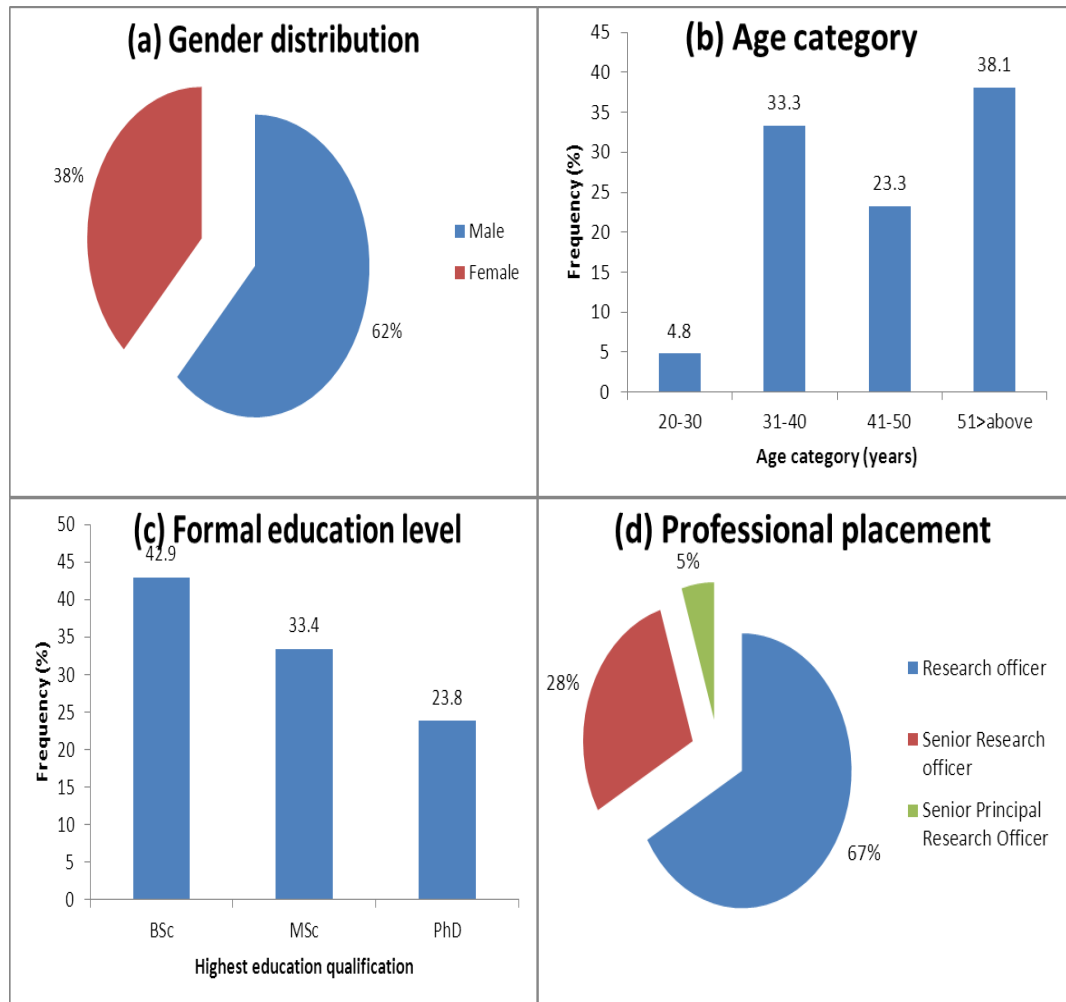 (a) Gender distribution
38%
62%
Male
Female
(b) Age category
Frequency (%)
45
40
35
30
25
20
15
10
5
0
4.8
33.3
23.3
38.1
20-30
31-40
41-50
51>above
Age category (years)
(c) Formal education level
Frequency (%)
50
45
40
35
30
25
20
15
10
5
0
42.9
33.4
23.8
BSc
MSc
PhD
Highest education qualification
(d) Professional placement
5%
28%
67%
Research officer
Senior Research
officer
Senior Principal
Research Officer